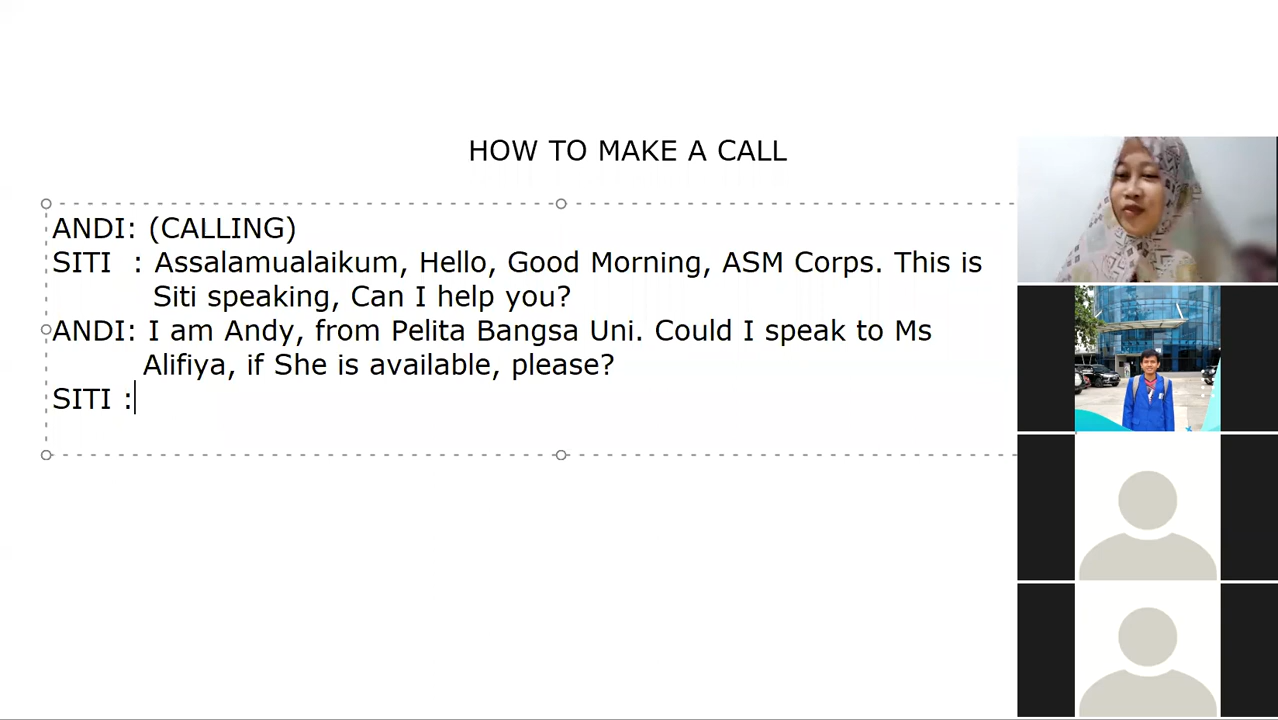 HOW TO MAKE A CALL
ANDI: (CALLING)
SITI : Assalamualaikum, Hello, Good Morning, ASM Corps. This is
Siti speaking, Can I help you?
ANDI: I am Andy, from Pelita Bangsa Uni. Could I speak to Ms
Alifiya, if She is available, please?
SITI :